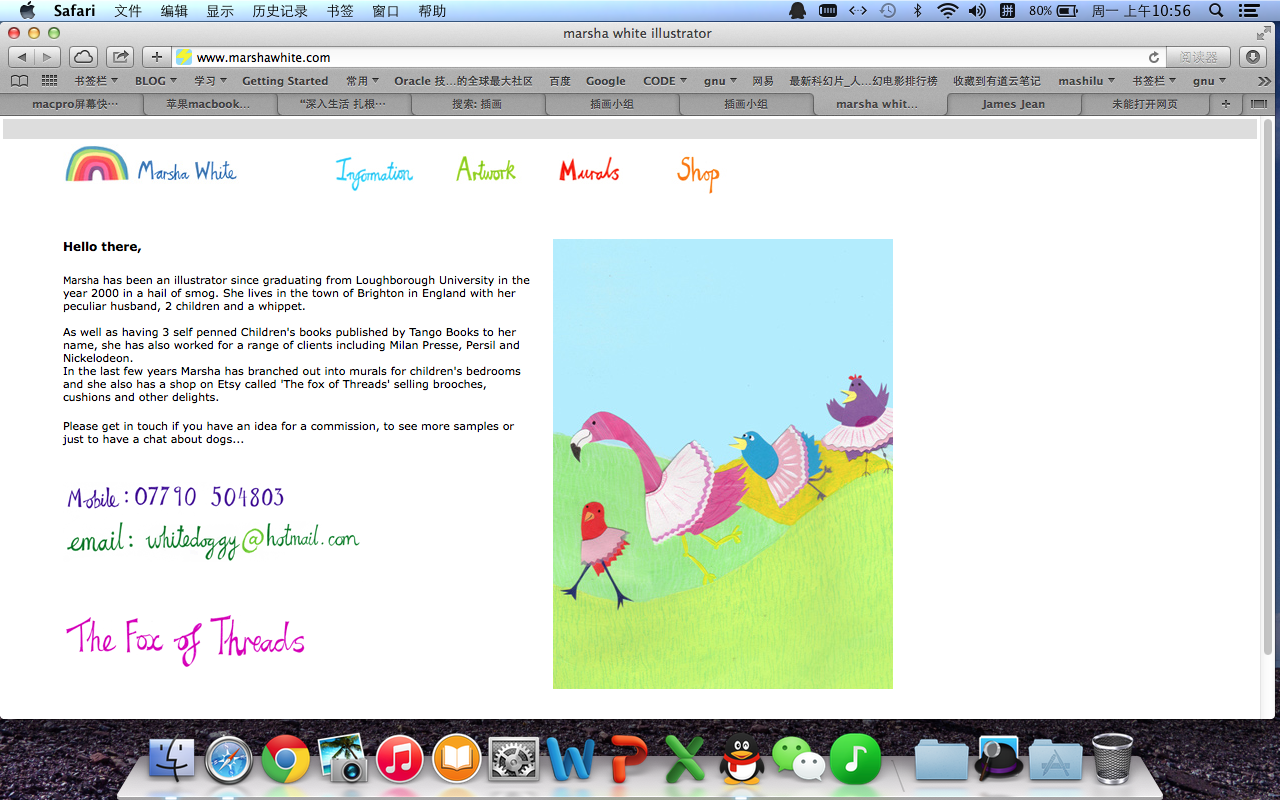 Safari 文件 编辑 显示 历史记录 书签 窗口 帮助 拼 80% 周一 上午10:56
marsha white illustrator
www.marshawhite.com 阅读器
书签栏 BLOG 学习 Getting Started 常用 Oracle 技...的全球最大社区 百度 Google CODE gnu 网易 最新科幻片_人...幻电影排行榜 收藏到有道云笔记 mashilu 书签栏 gnu
macpro屏幕快… 苹果macbook... “深入生活 扎根… 搜索: 插画 插画小组 插画小组 marsha whit... James Jean 未能打开网页
Marsha White Information Artwork Murals Shop
Hello there,
Marsha has been an illustrator since graduating from Loughborough University in the
year 2000 in a hail of smog. She lives in the town of Brighton in England with her
peculiar husband, 2 children and a whippet.
As well as having 3 self penned Children's books published by Tango Books to her
name, she has also worked for a range of clients including Milan Presse, Persil and
Nickelodeon.
In the last few years Marsha has branched out into murals for children's bedrooms
and she also has a shop on Etsy called 'The fox of Threads' selling brooches,
cushions and other delights.
Please get in touch if you have an idea for a commission, to see more samples or
just to have a chat about dogs...
Mobile: 07790 504803
email: whitedoggy@hotmail.com
The Fox of Threads